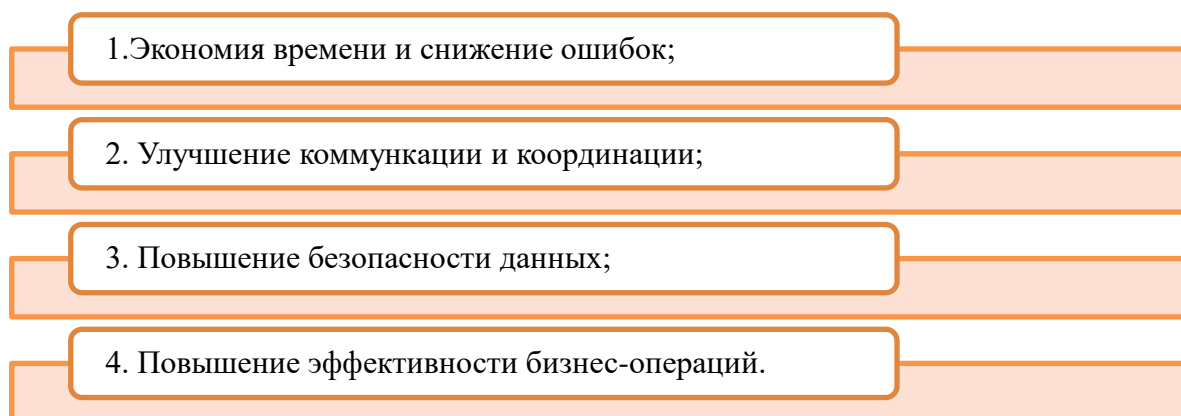 1.Экономия времени и снижение ошибок;
2. Улучшение коммункации и координации;
3. Повышение безопасности данных;
4. Повышение эффективности бизнес-операций.